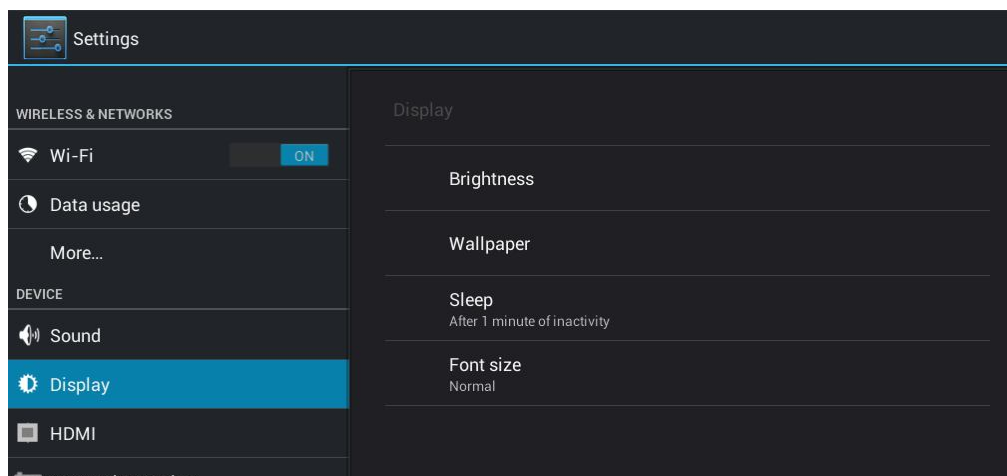 Settings
WIRELESS & NETWORKS
Wi-Fi
ON
Data usage
More...
DEVICE
Sound
Display
HDMI
Display
Brightness
Wallpaper
Sleep
After 1 minute of inactivity
Font size
Normal